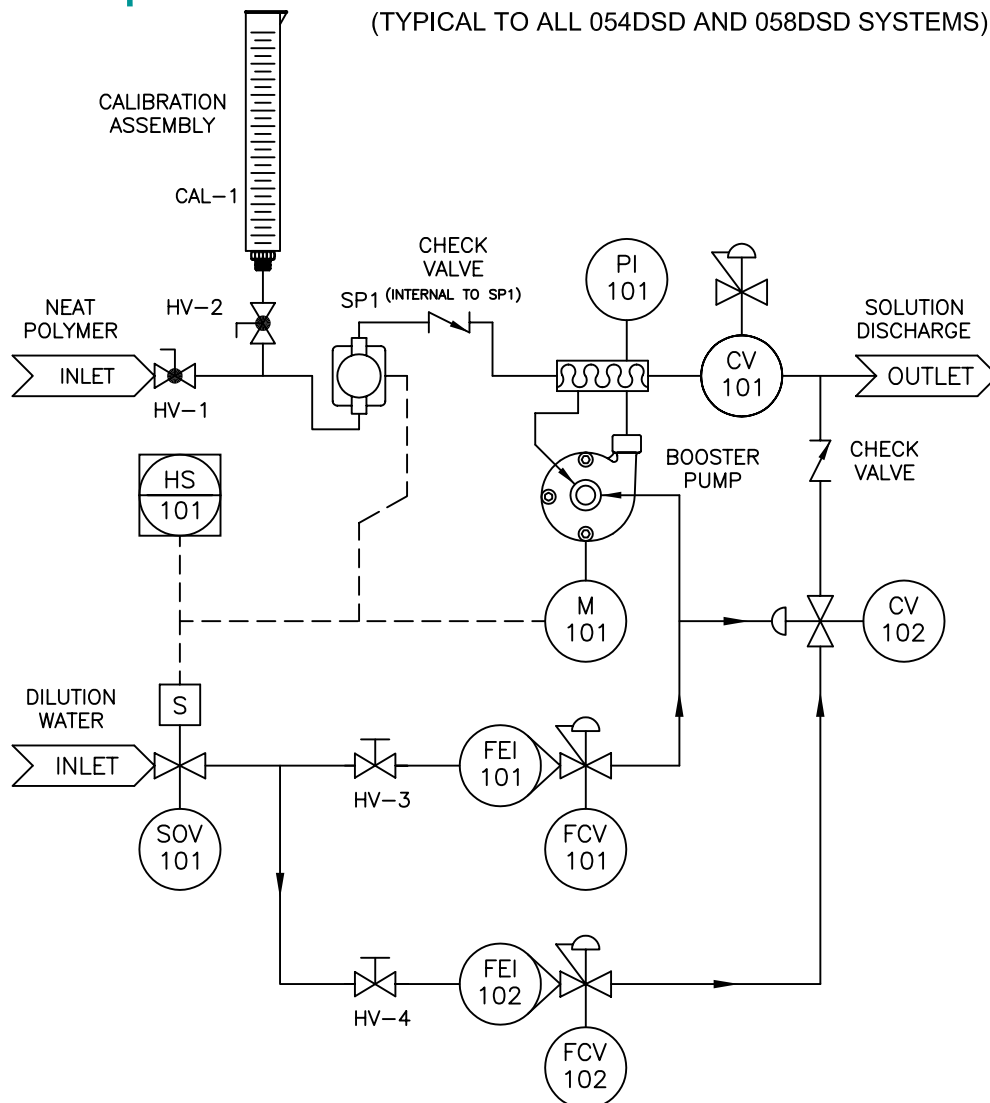 (TYPICAL TO ALL 054DSD AND 058DSD SYSTEMS)
CALIBRATION
ASSEMBLY
CAL-1
CHECK
VALVE
(INTERNAL TO SP1)
SP1
PI
101
NEAT
POLYMER
INLET
HV-1
HV-2
CV
101
SOLUTION
DISCHARGE
OUTLET
HS
101
BOOSTER
PUMP
CHECK
VALVE
M
101
CV
102
DILUTION
WATER
INLET
S
SOV
101
HV-3
FEI
101
FCV
101
HV-4
FEI
102
FCV
102